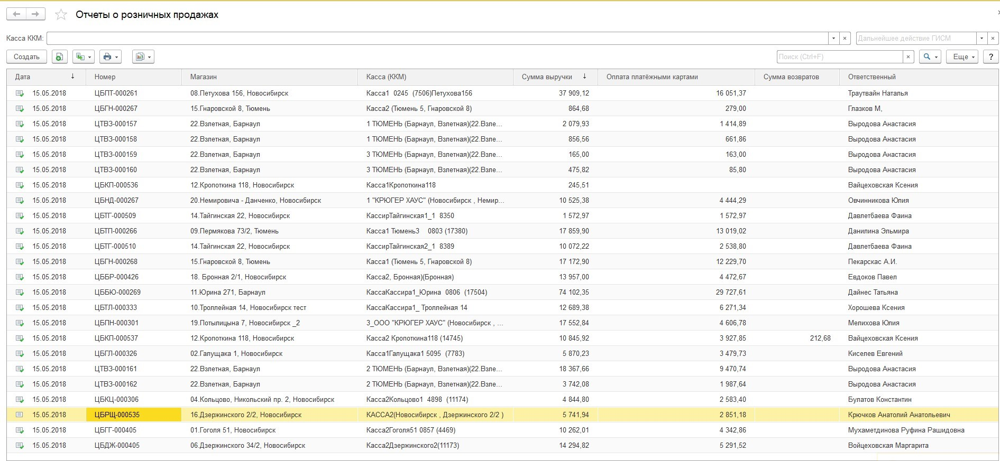 Отчеты о розничных продажах
Касса ККМ: Дальнейшее действие ГИСМ
Создать Поиск (Ctrl+F) Еще ?
Дата Номер Магазин Касса (ККМ) Сумма выручки Оплата платёжными картами Сумма возвратов Ответственный
15.05.2018 ЦБПТ-000261 08.Петухова 156, Новосибирск Касса1 0245 (7506)Петухова156 37 909,12 16 051,37 Траутвайн Наталья
15.05.2018 ЦБГН-000267 15.Гнаровской 8, Тюмень Касса2 (Тюмень 5, Гнаровской 8) 864,68 279,00 Глазков М,
15.05.2018 ЦТВЗ-000157 22.Взлетная, Барнаул 1 ТЮМЕНЬ (Барнаул, Взлетная)(22.Взле... 2 079,93 1 414,89 Выродова Анастасия
15.05.2018 ЦТВЗ-000158 22.Взлетная, Барнаул 1 ТЮМЕНЬ (Барнаул, Взлетная)(22.Взле... 856,56 661,86 Выродова Анастасия
15.05.2018 ЦТВЗ-000159 22.Взлетная, Барнаул 3 ТЮМЕНЬ (Барнаул, Взлетная)(22.Взле... 165,00 163,00 Выродова Анастасия
15.05.2018 ЦТВЗ-000160 22.Взлетная, Барнаул 3 ТЮМЕНЬ (Барнаул, Взлетная)(22.Взле... 475,82 85,80 Выродова Анастасия
15.05.2018 ЦБКП-000536 12.Кропоткина 118, Новосибирск Касса1Кропоткина118 245,51 Вайцеховская Ксения
15.05.2018 ЦБНД-000267 20.Немировича - Данченко, Новосибирск 1 "КРЮГЕР ХАУС" (Новосибирск , Немир... 10 525,38 4 444,29 Овчинникова Юлия
15.05.2018 ЦБТГ-000509 14.Тайгинская 22, Новосибирск КассирТайгинская1_1 8350 1 572,97 1 572,97 Давлетбаева Фаина
15.05.2018 ЦБТП-000266 09.Пермякова 73/2, Тюмень Касса1 Тюмень3 0803 (17380) 17 859,90 13 019,02 Данилина Эльмира
15.05.2018 ЦБТГ-000510 14.Тайгинская 22, Новосибирск КассирТайгинская2_1 8389 10 072,22 2 538,80 Давлетбаева Фаина
15.05.2018 ЦБГН-000268 15.Гнаровской 8, Тюмень Касса1 (Тюмень 5, Гнаровской 8) 17 172,90 12 229,70 Пекарскас А.И.
15.05.2018 ЦББР-000426 18. Бронная 2/1, Новосибирск Касса2, Бронная)(Бронная) 13 957,00 4 472,67 Евдоков Павел
15.05.2018 ЦББЮ-000269 11.Юрина 271, Барнаул КассаКассира1_Юрина 0806 (17504) 74 102,35 29 727,61 Дайнес Татьяна
15.05.2018 ЦБТЛ-000333 10.Троллейная 14, Новосибирск тест КассаКассира1_ Троллейная 14 12 689,38 6 271,34 Хорошева Ксения
15.05.2018 ЦБПН-000301 19.Потылицына 7, Новосибирск _2 3_ООО "КРЮГЕР ХАУС" (Новосибирск , ... 17 552,84 4 606,78 Мелихова Юлия
15.05.2018 ЦБКП-000537 12.Кропоткина 118, Новосибирск Касса2 Кропоткина118 (14745) 10 845,92 3 927,85 212,68 Вайцеховская Ксения
15.05.2018 ЦБГЛ-000326 02.Галущака 1, Новосибирск Касса1Галущака1 5095 (7783) 5 870,23 3 479,73 Киселев Евгений
15.05.2018 ЦТВЗ-000161 22.Взлетная, Барнаул 2 ТЮМЕНЬ (Барнаул, Взлетная)(22.Взле... 18 367,66 9 470,74 Выродова Анастасия
15.05.2018 ЦТВЗ-000162 22.Взлетная, Барнаул 2 ТЮМЕНЬ (Барнаул, Взлетная)(22.Взле... 3 742,08 1 987,64 Выродова Анастасия
15.05.2018 ЦБКЦ-000306 04.Кольцово, Никольский пр. 2, Новосибирск Касса2Кольцово1 4898 (11174) 4 844,80 2 583,40 Булатов Константин
15.05.2018 ЦБРЩ-000535 16.Дзержинского 2/2, Новосибирск КАССА2(Новосибирск , Дзержинского 2/2 ) 5 741,94 2 851,18 Крючков Анатолий Анатольевич
15.05.2018 ЦБГГ-000405 01.Гоголя 51, Новосибирск Касса2Гоголя51 0857 (4469) 10 262,01 4 342,86 Мухаметдинова Руфина Рашидовна
15.05.2018 ЦБДЖ-000405 06.Дзержинского 34/2, Новосибирск Касса2Дзержинского2(11173) 14 294,82 5 291,52 Войцеховская Маргарита